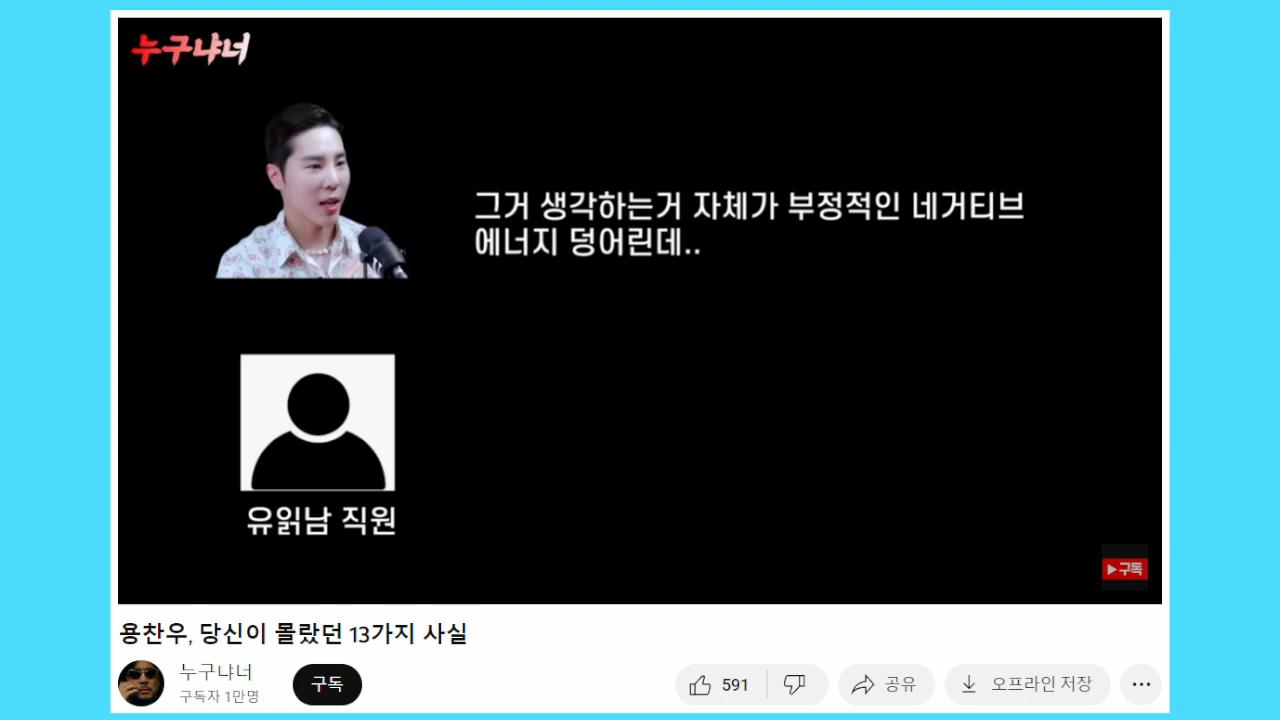 누구냐너
그거 생각하는거 자체가 부정적인 네거티브
에너지 덩어린데..
유읽남 직원
▶구독
용찬우, 당신이 몰랐던 13가지 사실
누구냐너
구독자 1만명
구독
591
공유
오프라인 저장